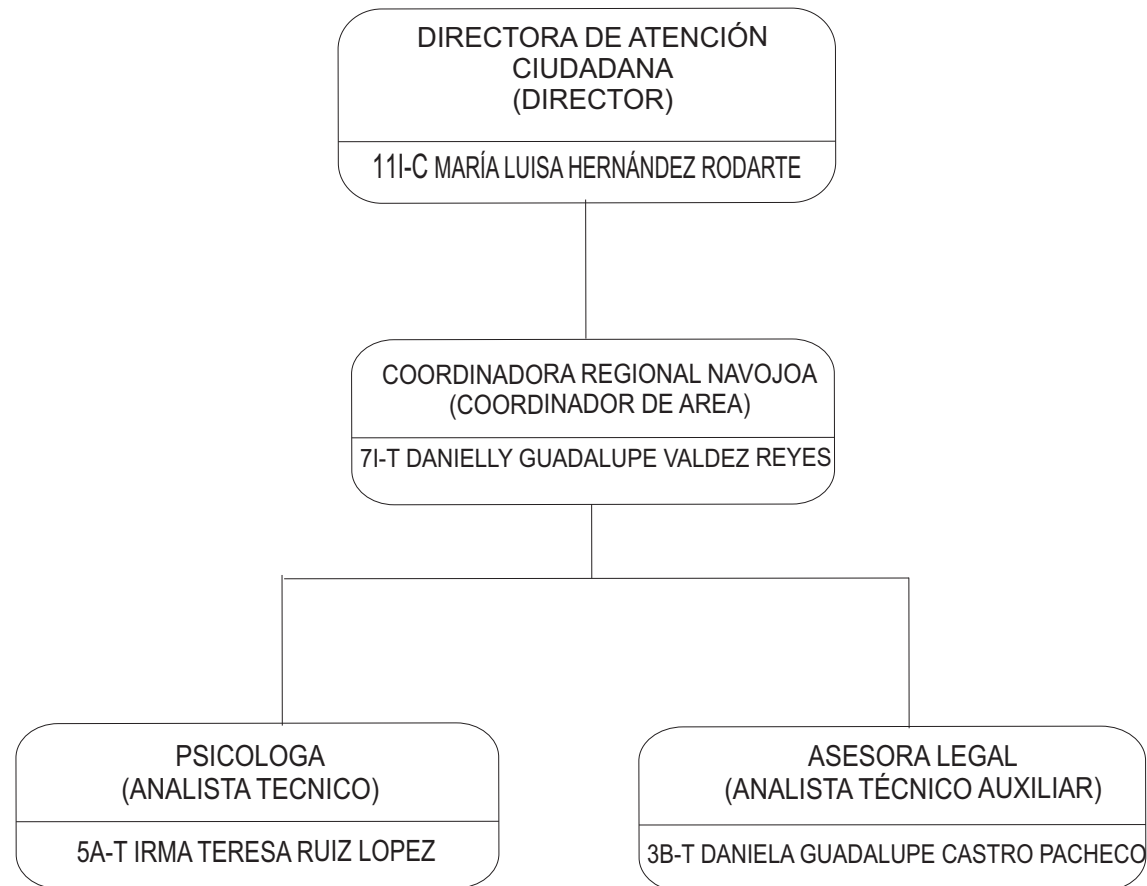 DIRECTORA DE ATENCIÓN
CIUDADANA
(DIRECTOR)
11I-C MARÍA LUISA HERNÁNDEZ RODARTE
COORDINADORA REGIONAL NAVOJOA
(COORDINADOR DE AREA)
7I-T DANIELLY GUADALUPE VALDEZ REYES
PSICOLOGA
(ANALISTA TECNICO)
5A-T IRMA TERESA RUIZ LOPEZ
ASESORA LEGAL
(ANALISTA TÉCNICO AUXILIAR)
3B-T DANIELA GUADALUPE CASTRO PACHECO